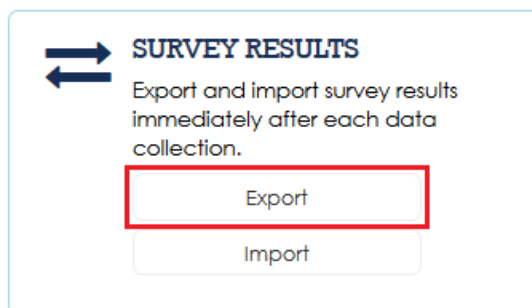 SURVEY RESULTS
Export and import survey results
immediately after each data
collection.
Export
Import